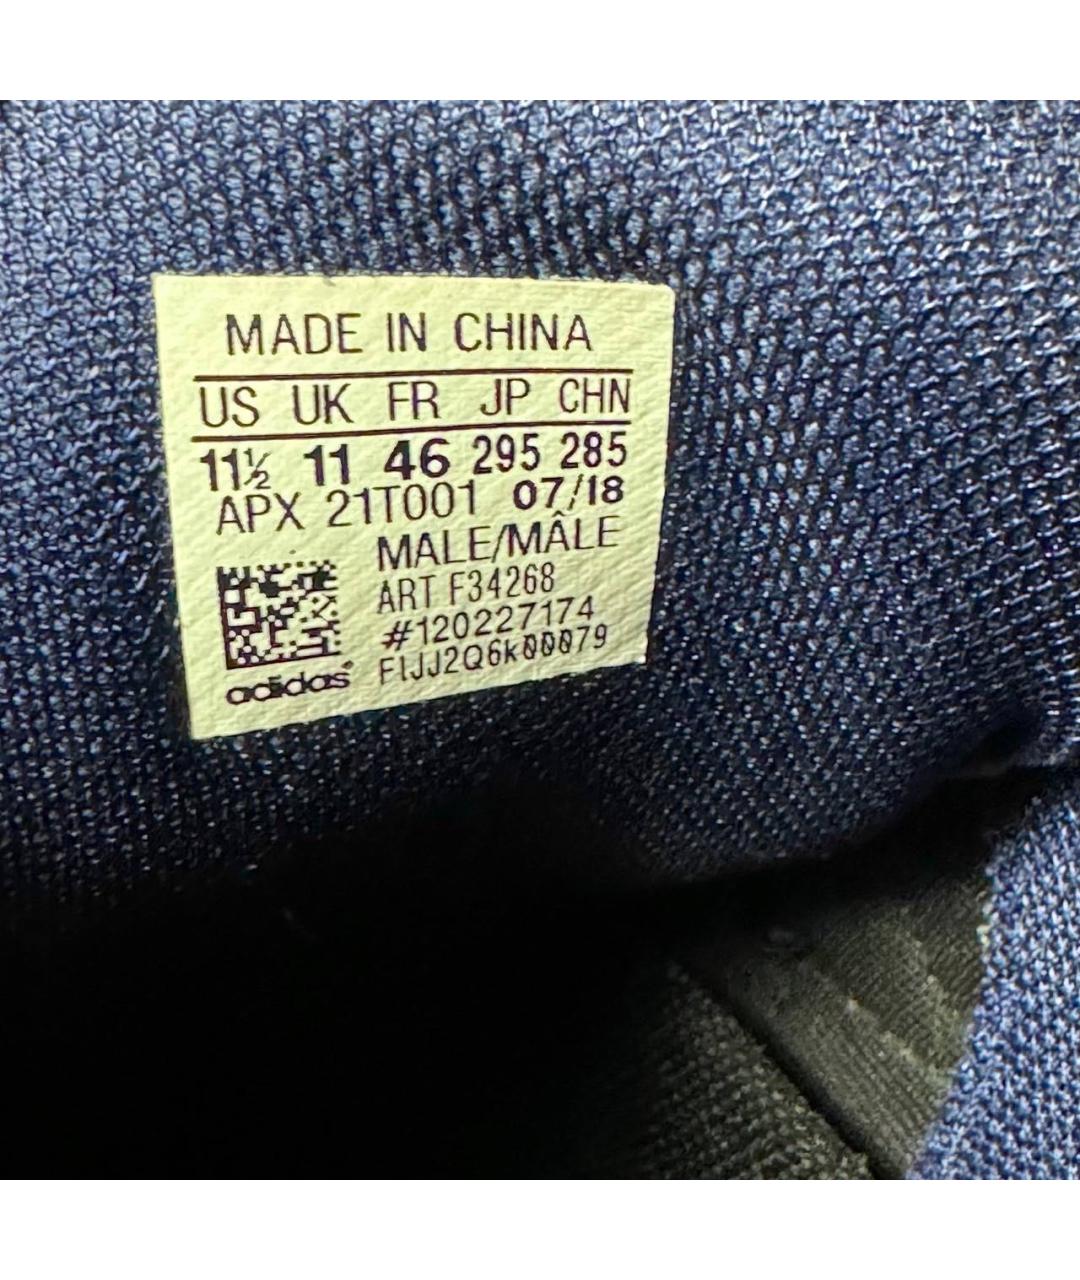 MADE IN CHINA
US UK FR JP CHN
11½ 11 46 295 285
APX 21T001 07/18
MALE/MÂLE
ART F34268
#120227174
FIJJ2Q6k00079
adidas